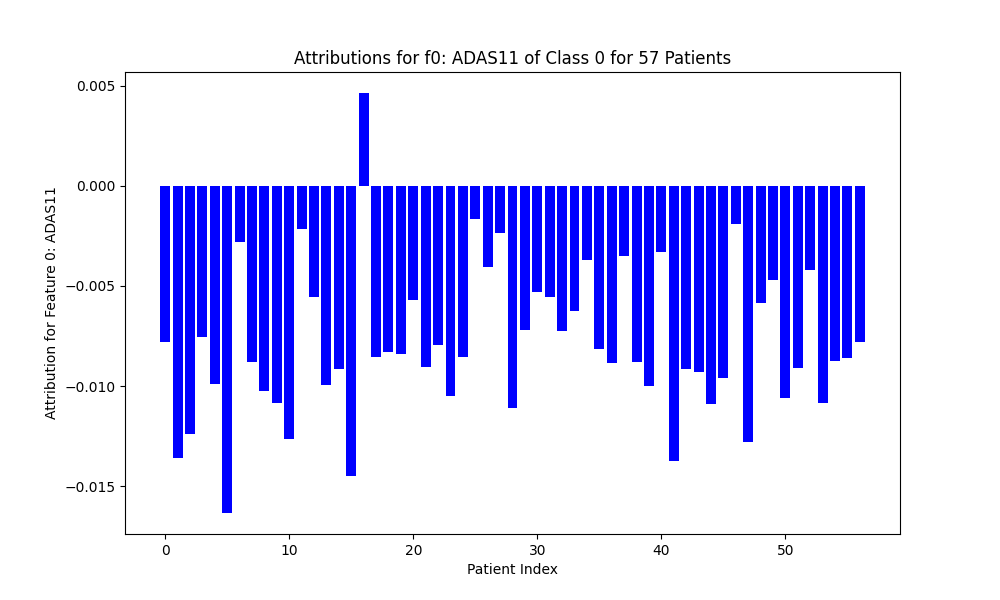 Attributions for f0: ADAS11 of Class 0 for 57 Patients
Attribution for Feature 0: ADAS11
0.005
0.000
−0.005
−0.010
−0.015
0 10 20 30 40 50
Patient Index